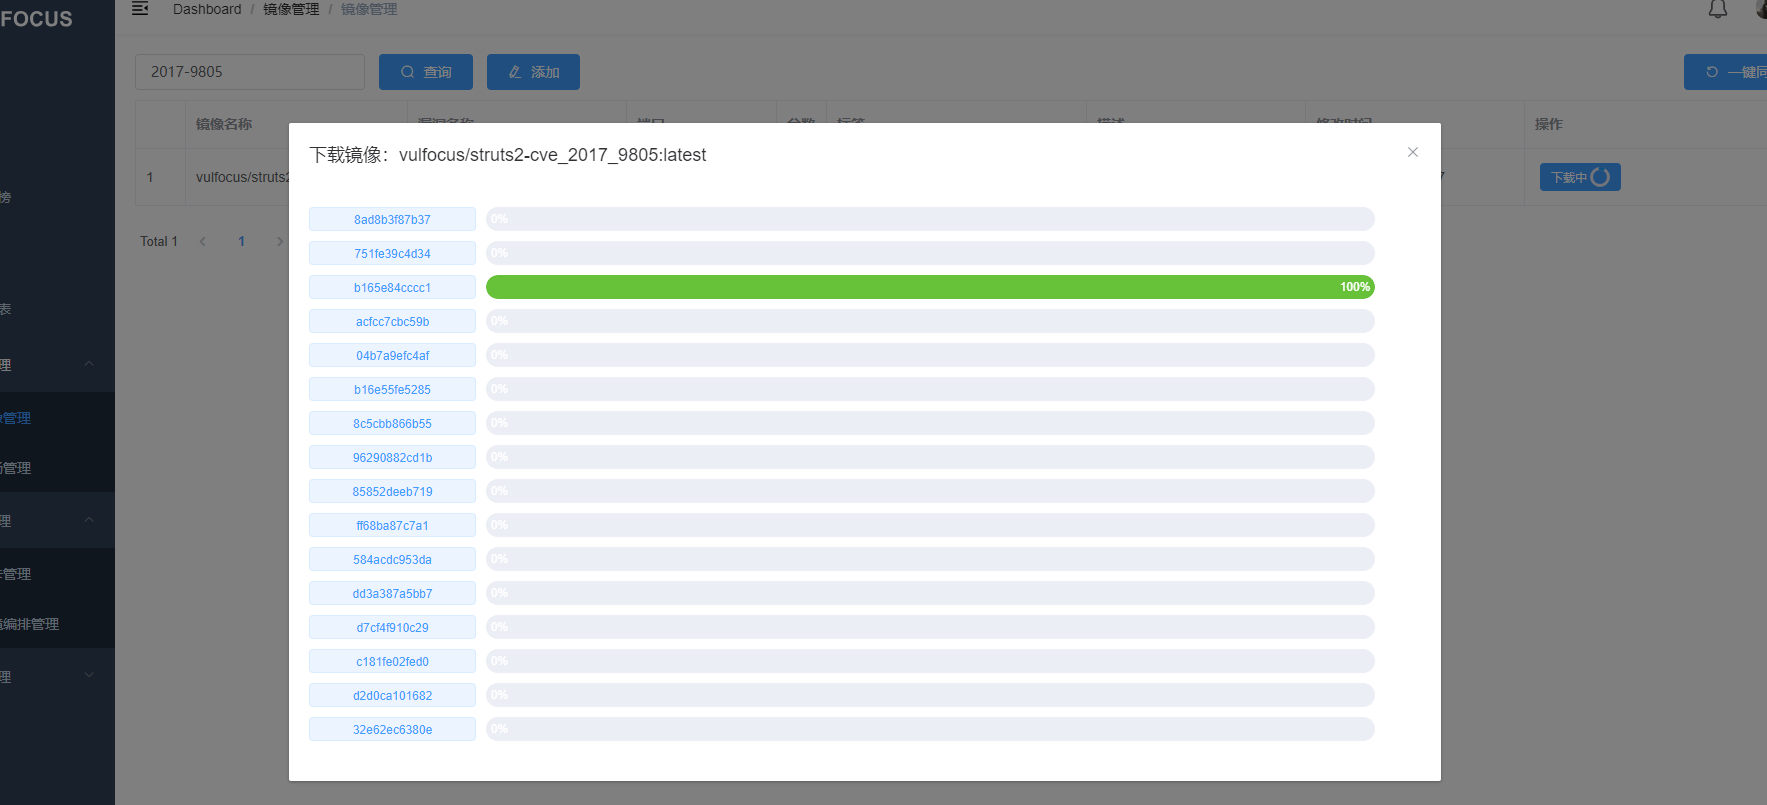 FOCUS
Dashboard / 镜像管理 / 镜像管理
2017-9805
查询
添加
一键同
镜像名称
操作
1
vulfocus/struts2
下载中
Total 1
1
榜
表
理
管理
管理
理
管理
编排管理
理
下载镜像：vulfocus/struts2-cve_2017_9805:latest
8ad8b3f87b37 0%
751fe39c4d34 0%
b165e84cccc1 100%
acfcc7cbc59b 0%
04b7a9efc4af 0%
b16e55fe5285 0%
8c5cbb866b55 0%
96290882cd1b 0%
85852deeb719 0%
ff68ba87c7a1 0%
584acdc953da 0%
dd3a387a5bb7 0%
d7cf4f910c29 0%
c181fe02fed0 0%
d2d0ca101682 0%
32e62ec6380e 0%